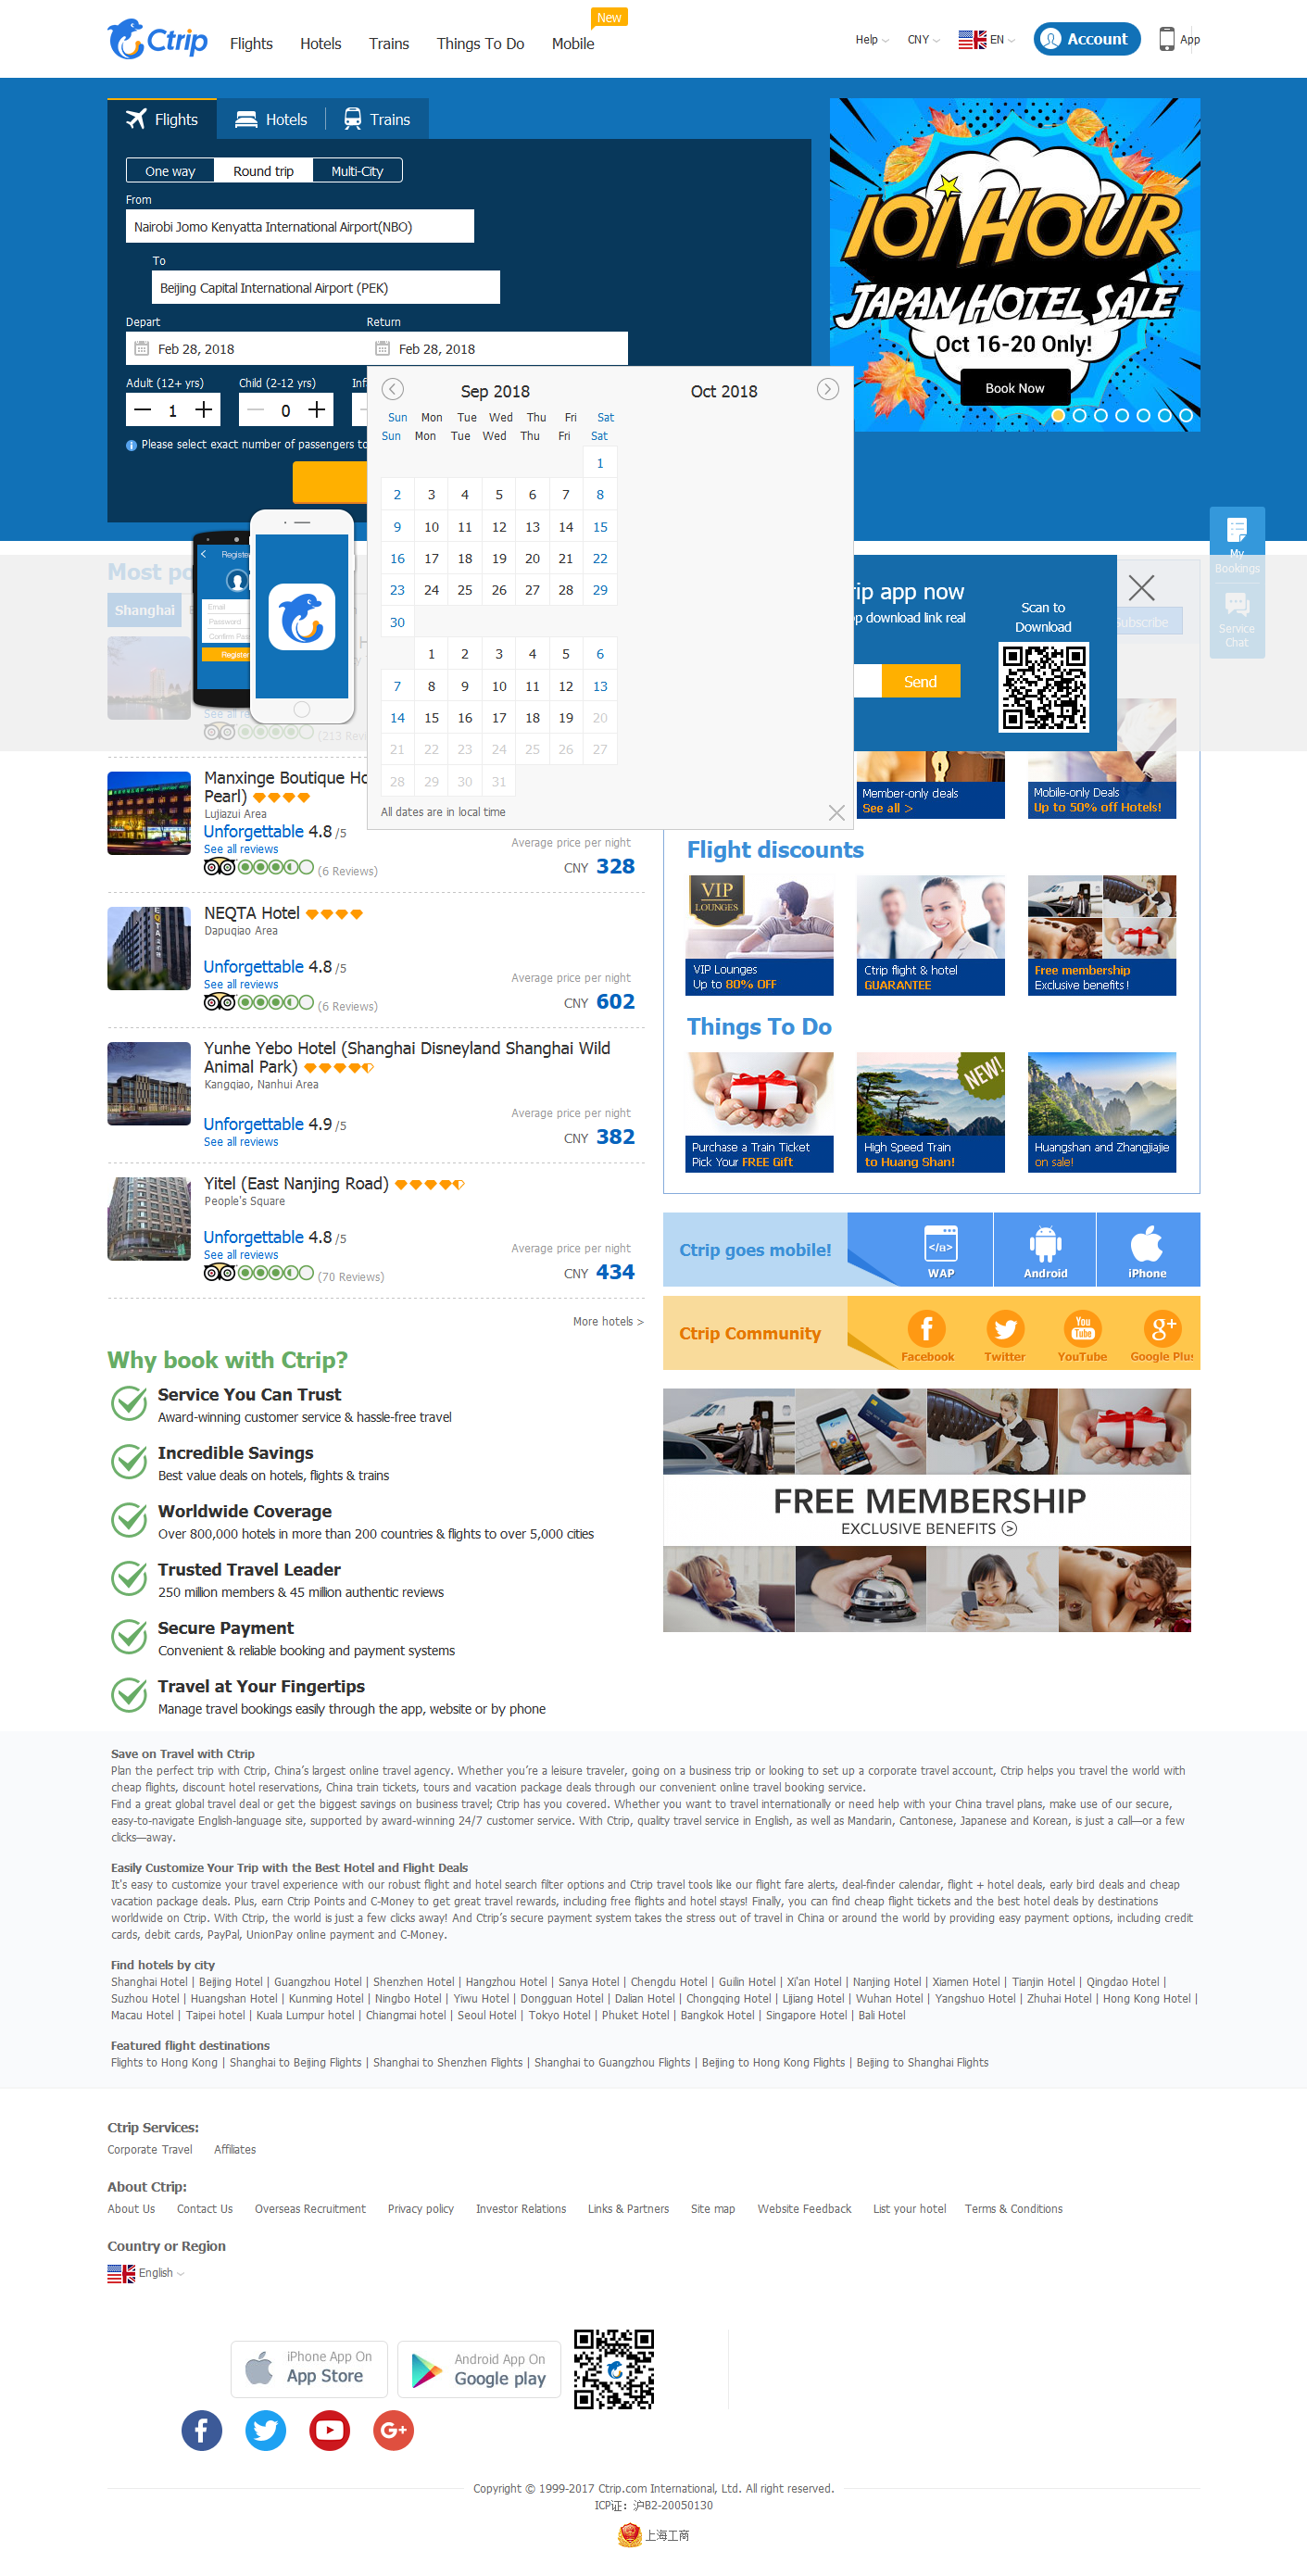 New
Ctrip
Flights
Hotels
Trains
Things To Do
Mobile
Help
CNY
EN
Account
App
Flights
Hotels
Trains
One way
Round trip
Multi-City
From
Nairobi Jomo Kenyatta International Airport(NBO)
To
Beijing Capital International Airport (PEK)
Depart
Return
Feb 28, 2018
Feb 28, 2018
Adult (12+ yrs)
Child (2-12 yrs)
1
0
Please select exact number of passengers to
101 HOUR
JAPAN HOTEL SALE
Oct 16-20 Only!
Book Now
Sep 2018
Oct 2018
Sun Mon Tue Wed Thu Fri Sat
Sun Mon Tue Wed Thu Fri Sat
1
2 3 4 5 6 7 8
9 10 11 12 13 14 15
16 17 18 19 20 21 22
23 24 25 26 27 28 29
30
1 2 3 4 5 6
7 8 9 10 11 12 13
14 15 16 17 18 19 20
21 22 23 24 25 26 27
28 29 30 31
All dates are in local time
My
Bookings
Service
Chat
Most po
Shanghai
Register
Email
Password
Register
app now
download link real
Scan to
Download
Send
Subscribe
See all re
(213 Revi
Manxinge Boutique Ho
Pearl)
Lujiazui Area
Unforgettable 4.8 /5
See all reviews
(6 Reviews)
Average price per night
CNY 328
NEQTA Hotel
Dapuqiao Area
Unforgettable 4.8 /5
See all reviews
(6 Reviews)
Average price per night
CNY 602
Yunhe Yebo Hotel (Shanghai Disneyland Shanghai Wild
Animal Park)
Kangqiao, Nanhui Area
Unforgettable 4.9 /5
See all reviews
Average price per night
CNY 382
Yitel (East Nanjing Road)
People's Square
Unforgettable 4.8 /5
See all reviews
(70 Reviews)
Average price per night
CNY 434
More hotels >
Member-only deals
See all >
Mobile-only Deals
Up to 50% off Hotels!
Flight discounts
VIP
LOUNGES
VIP Lounges
Up to 80% OFF
Ctrip flight & hotel
GUARANTEE
Free membership
Exclusive benefits !
Things To Do
Purchase a Train Ticket
Pick Your FREE Gift
NEW!
High Speed Train
to Huang Shan!
Huangshan and Zhangjiajie
on sale!
Ctrip goes mobile!
</a>
WAP
Android
iPhone
Ctrip Community
Facebook
Twitter
You
Tube
YouTube
g+
Google Plus
FREE MEMBERSHIP
EXCLUSIVE BENEFITS
Why book with Ctrip?
Service You Can Trust
Award-winning customer service & hassle-free travel
Incredible Savings
Best value deals on hotels, flights & trains
Worldwide Coverage
Over 800,000 hotels in more than 200 countries & flights to over 5,000 cities
Trusted Travel Leader
250 million members & 45 million authentic reviews
Secure Payment
Convenient & reliable booking and payment systems
Travel at Your Fingertips
Manage travel bookings easily through the app, website or by phone
Save on Travel with Ctrip
Plan the perfect trip with Ctrip, China's largest online travel agency. Whether you're a leisure traveler, going on a business trip or looking to set up a corporate travel account, Ctrip helps you travel the world with
cheap flights, discount hotel reservations, China train tickets, tours and vacation package deals through our convenient online travel booking service.
Find a great global travel deal or get the biggest savings on business travel; Ctrip has you covered. Whether you want to travel internationally or need help with your China travel plans, make use of our secure,
easy-to-navigate English-language site, supported by award-winning 24/7 customer service. With Ctrip, quality travel service in English, as well as Mandarin, Cantonese, Japanese and Korean, is just a call—or a few
clicks—away.
Easily Customize Your Trip with the Best Hotel and Flight Deals
It's easy to customize your travel experience with our robust flight and hotel search filter options and Ctrip travel tools like our flight fare alerts, deal-finder calendar, flight + hotel deals, early bird deals and cheap
vacation package deals. Plus, earn Ctrip Points and C-Money to get great travel rewards, including free flights and hotel stays! Finally, you can find cheap flight tickets and the best hotel deals by destinations
worldwide on Ctrip. With Ctrip, the world is just a few clicks away! And Ctrip's secure payment system takes the stress out of travel in China or around the world by providing easy payment options, including credit
cards, debit cards, PayPal, UnionPay online payment and C-Money.
Find hotels by city
Shanghai Hotel | Beijing Hotel | Guangzhou Hotel | Shenzhen Hotel | Hangzhou Hotel | Sanya Hotel | Chengdu Hotel | Guilin Hotel | Xi'an Hotel | Nanjing Hotel | Xiamen Hotel | Tianjin Hotel | Qingdao Hotel |
Suzhou Hotel | Huangshan Hotel | Kunming Hotel | Ningbo Hotel | Yiwu Hotel | Dongguan Hotel | Dalian Hotel | Chongqing Hotel | Lijiang Hotel | Wuhan Hotel | Yangshuo Hotel | Zhuhai Hotel | Hong Kong Hotel |
Macau Hotel | Taipei hotel | Kuala Lumpur hotel | Chiangmai hotel | Seoul Hotel | Tokyo Hotel | Phuket Hotel | Bangkok Hotel | Singapore Hotel | Bali Hotel
Featured flight destinations
Flights to Hong Kong | Shanghai to Beijing Flights | Shanghai to Shenzhen Flights | Shanghai to Guangzhou Flights | Beijing to Hong Kong Flights | Beijing to Shanghai Flights
Ctrip Services:
Corporate Travel Affiliates
About Ctrip:
About Us Contact Us Overseas Recruitment Privacy policy Investor Relations Links & Partners Site map Website Feedback List your hotel Terms & Conditions
Country or Region
English
iPhone App On
App Store
Android App On
Google play
G+
Copyright © 1999-2017 Ctrip.com International, Ltd. All right reserved.
ICP证：沪B2-20050130
上海工商